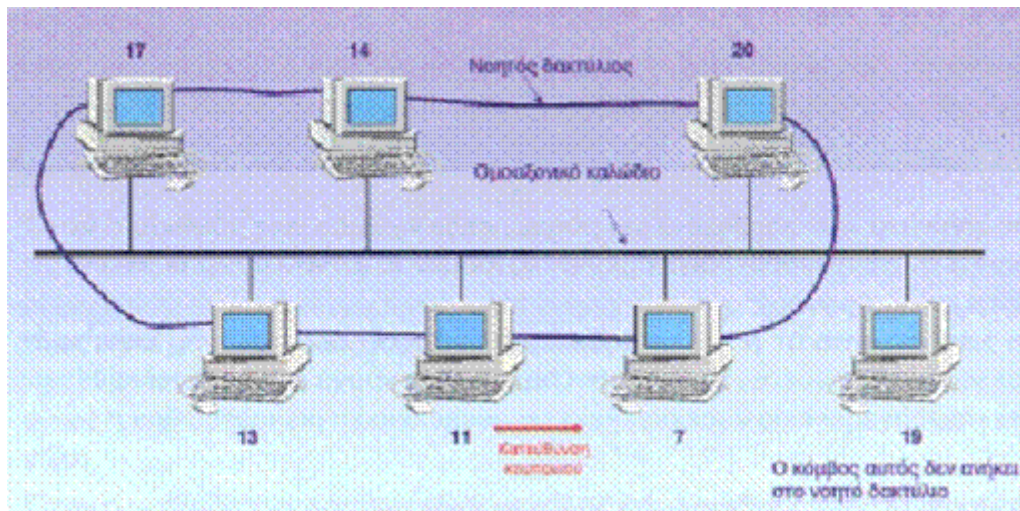 17 14 20
Νοητός δακτύλιος
Ομοαξονικό καλώδιο
13 11 7 19
Κατεύθυνση
κουπονιού
Ο κόμβος αυτός δεν ανήκει
στο νοητό δακτύλιο